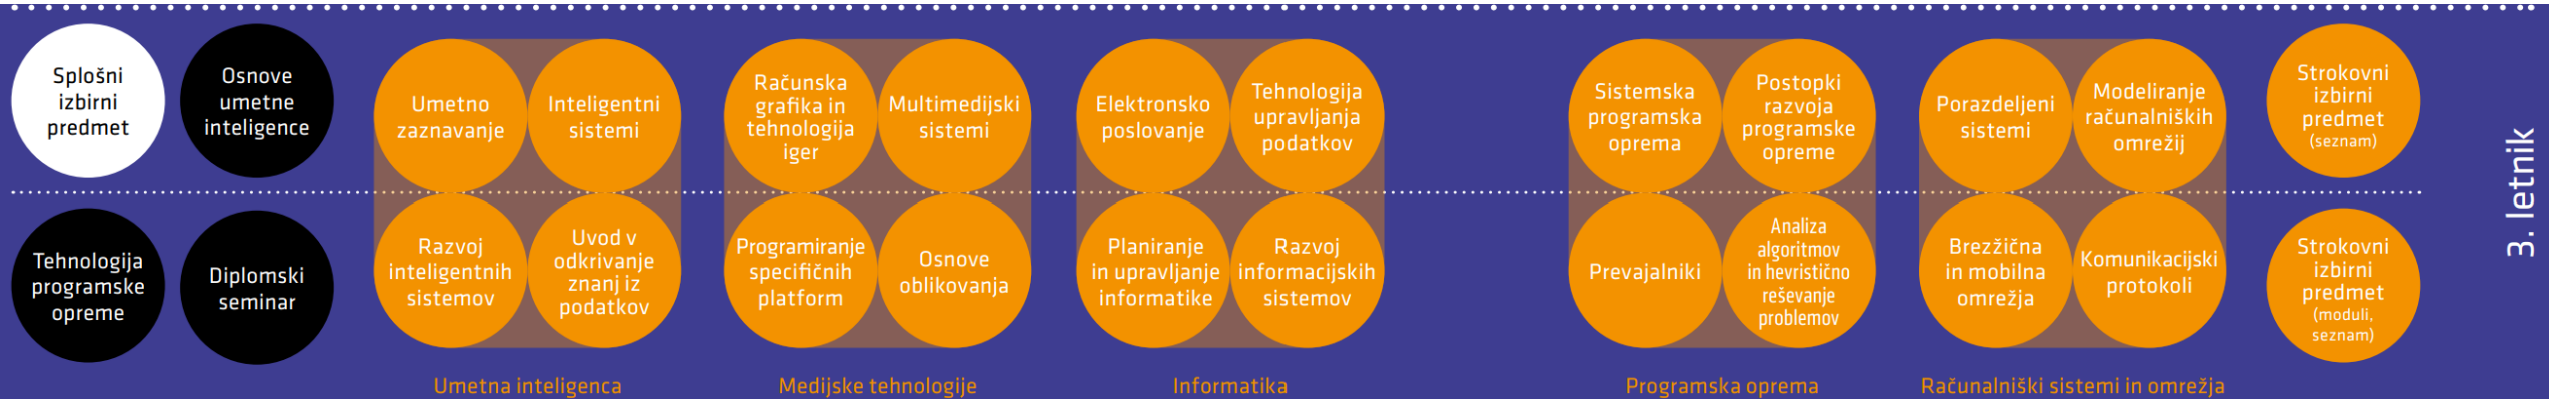 Splošni
izbirni
predmet
Osnove
umetne
inteligence
Umetno
zaznavanje
Inteligentni
sistemi
Računska
grafika in
tehnologija
iger
Multimedijski
sistemi
Elektronsko
poslovanje
Tehnologija
upravljanja
podatkov
Sistemska
programska
oprema
Postopki
razvoja
programske
opreme
Porazdeljeni
sistemi
Modeliranje
računalniških
omrežij
Strokovni
izbirni
predmet
(seznam)
Tehnologija
programske
opreme
Diplomski
seminar
Razvoj
inteligentnih
sistemov
Uvod v
odkrivanje
znanj iz
podatkov
Programiranje
specifičnih
platform
Osnove
oblikovanja
Planiranje
in upravljanje
informatike
Razvoj
informacijskih
sistemov
Prevajalniki
Analiza
algoritmov
in hevristično
reševanje
problemov
Brezžična
in mobilna
omrežja
Komunikacijski
protokoli
Strokovni
izbirni
predmet
(moduli,
seznam)
Umetna inteligenca
Medijske tehnologije
Informatika
Programska oprema
Računalniški sistemi in omrežja
3. letnik